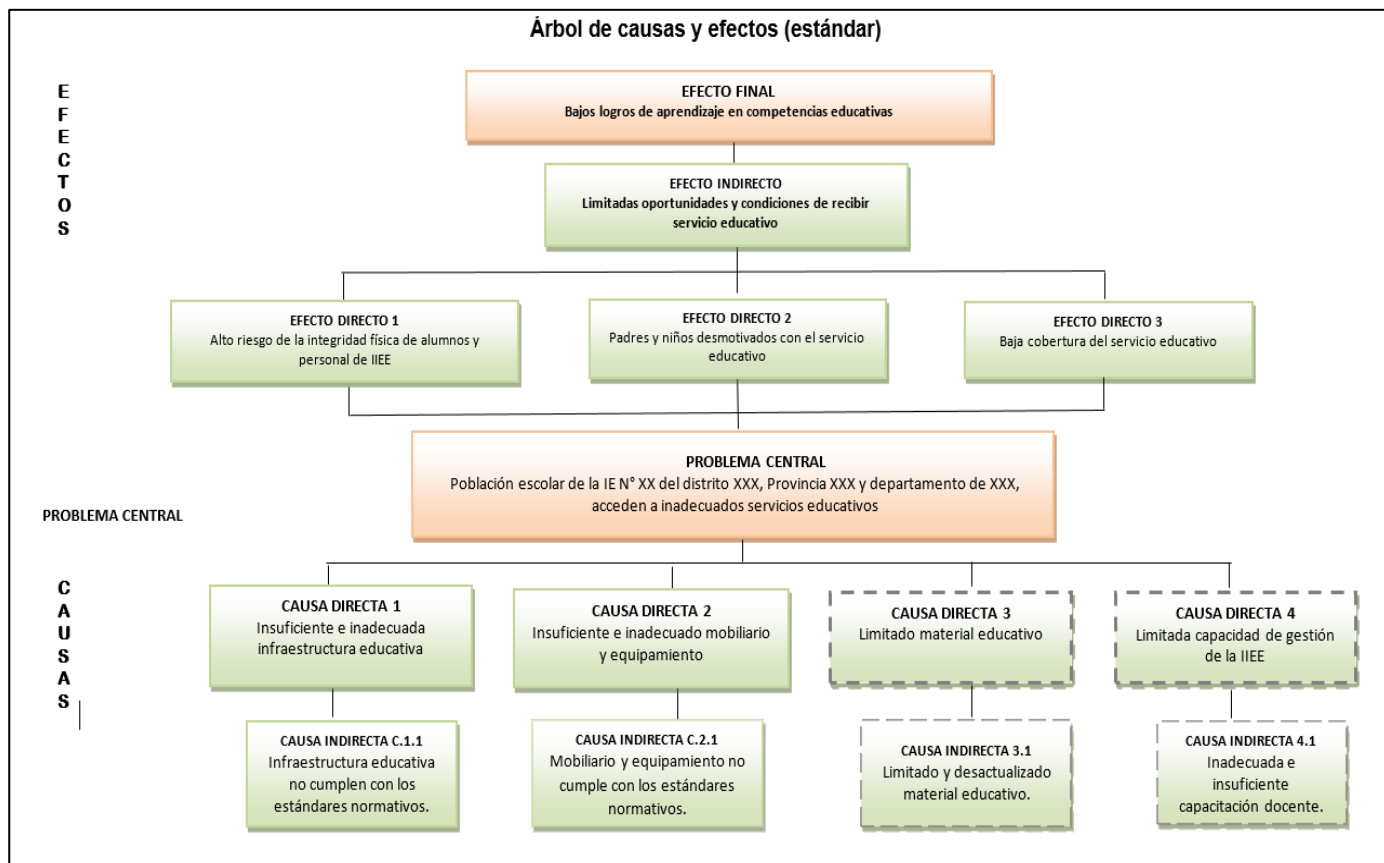 Árbol de causas y efectos (estándar)
EFECTOS
EFECTO FINAL
Bajos logros de aprendizaje en competencias educativas
EFECTO INDIRECTO
Limitadas oportunidades y condiciones de recibir
servicio educativo
EFECTO DIRECTO 1
Alto riesgo de la integridad física de alumnos y
personal de IIEE
EFECTO DIRECTO 2
Padres y niños desmotivados con el servicio
educativo
EFECTO DIRECTO 3
Baja cobertura del servicio educativo
PROBLEMA CENTRAL
Población escolar de la IE N° XX del distrito XXX, Provincia XXX y departamento de XXX,
acceden a inadecuados servicios educativos
PROBLEMA CENTRAL
CAUSAS
CAUSA DIRECTA 1
Insuficiente e inadecuada
infraestructura educativa
CAUSA DIRECTA 2
Insuficiente e inadecuado mobiliario
y equipamiento
CAUSA DIRECTA 3
Limitado material educativo
CAUSA DIRECTA 4
Limitada capacidad de gestión
de la IIEE
CAUSA INDIRECTA C.1.1
Infraestructura educativa
no cumplen con los
estándares normativos.
CAUSA INDIRECTA C.2.1
Mobiliario y equipamiento no
cumple con los estándares
normativos.
CAUSA INDIRECTA 3.1
Limitado y desactualizado
material educativo.
CAUSA INDIRECTA 4.1
Inadecuada e
insuficiente
capacitación docente.